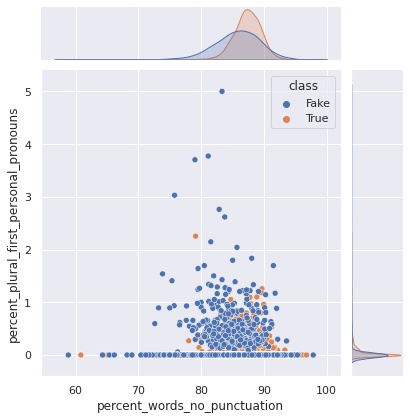 class
Fake
True
percent_plural_first_personal_pronouns
5
4
3
2
1
0
60 70 80 90 100
percent_words_no_punctuation